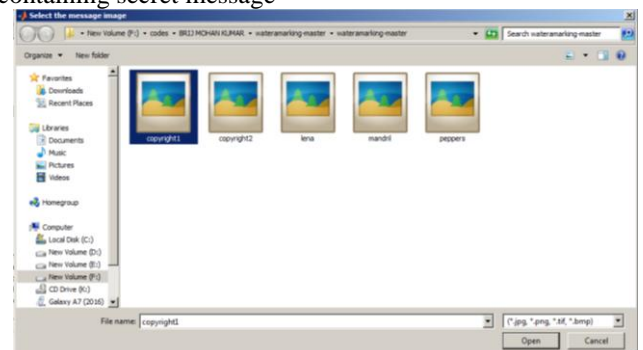 containing secret message
Select the message image
« New Volume (F:) ▸ codes ▸ BRIJ MOHAN KUMAR ▸ wateramarking-master ▸ wateramarking-master
Search wateramarking-master
Organize New folder
Favorites
Downloads
Recent Places
Libraries
Documents
Music
Pictures
Videos
Homegroup
Computer
Local Disk (C:)
New Volume (D:)
New Volume (E:)
New Volume (F:)
CD Drive (K:)
Galaxy A7 (2016)
copyright1 copyright2 lena mandril peppers
File name: copyright1 (*.jpg, *.png, *.tif, *.bmp)
Open Cancel